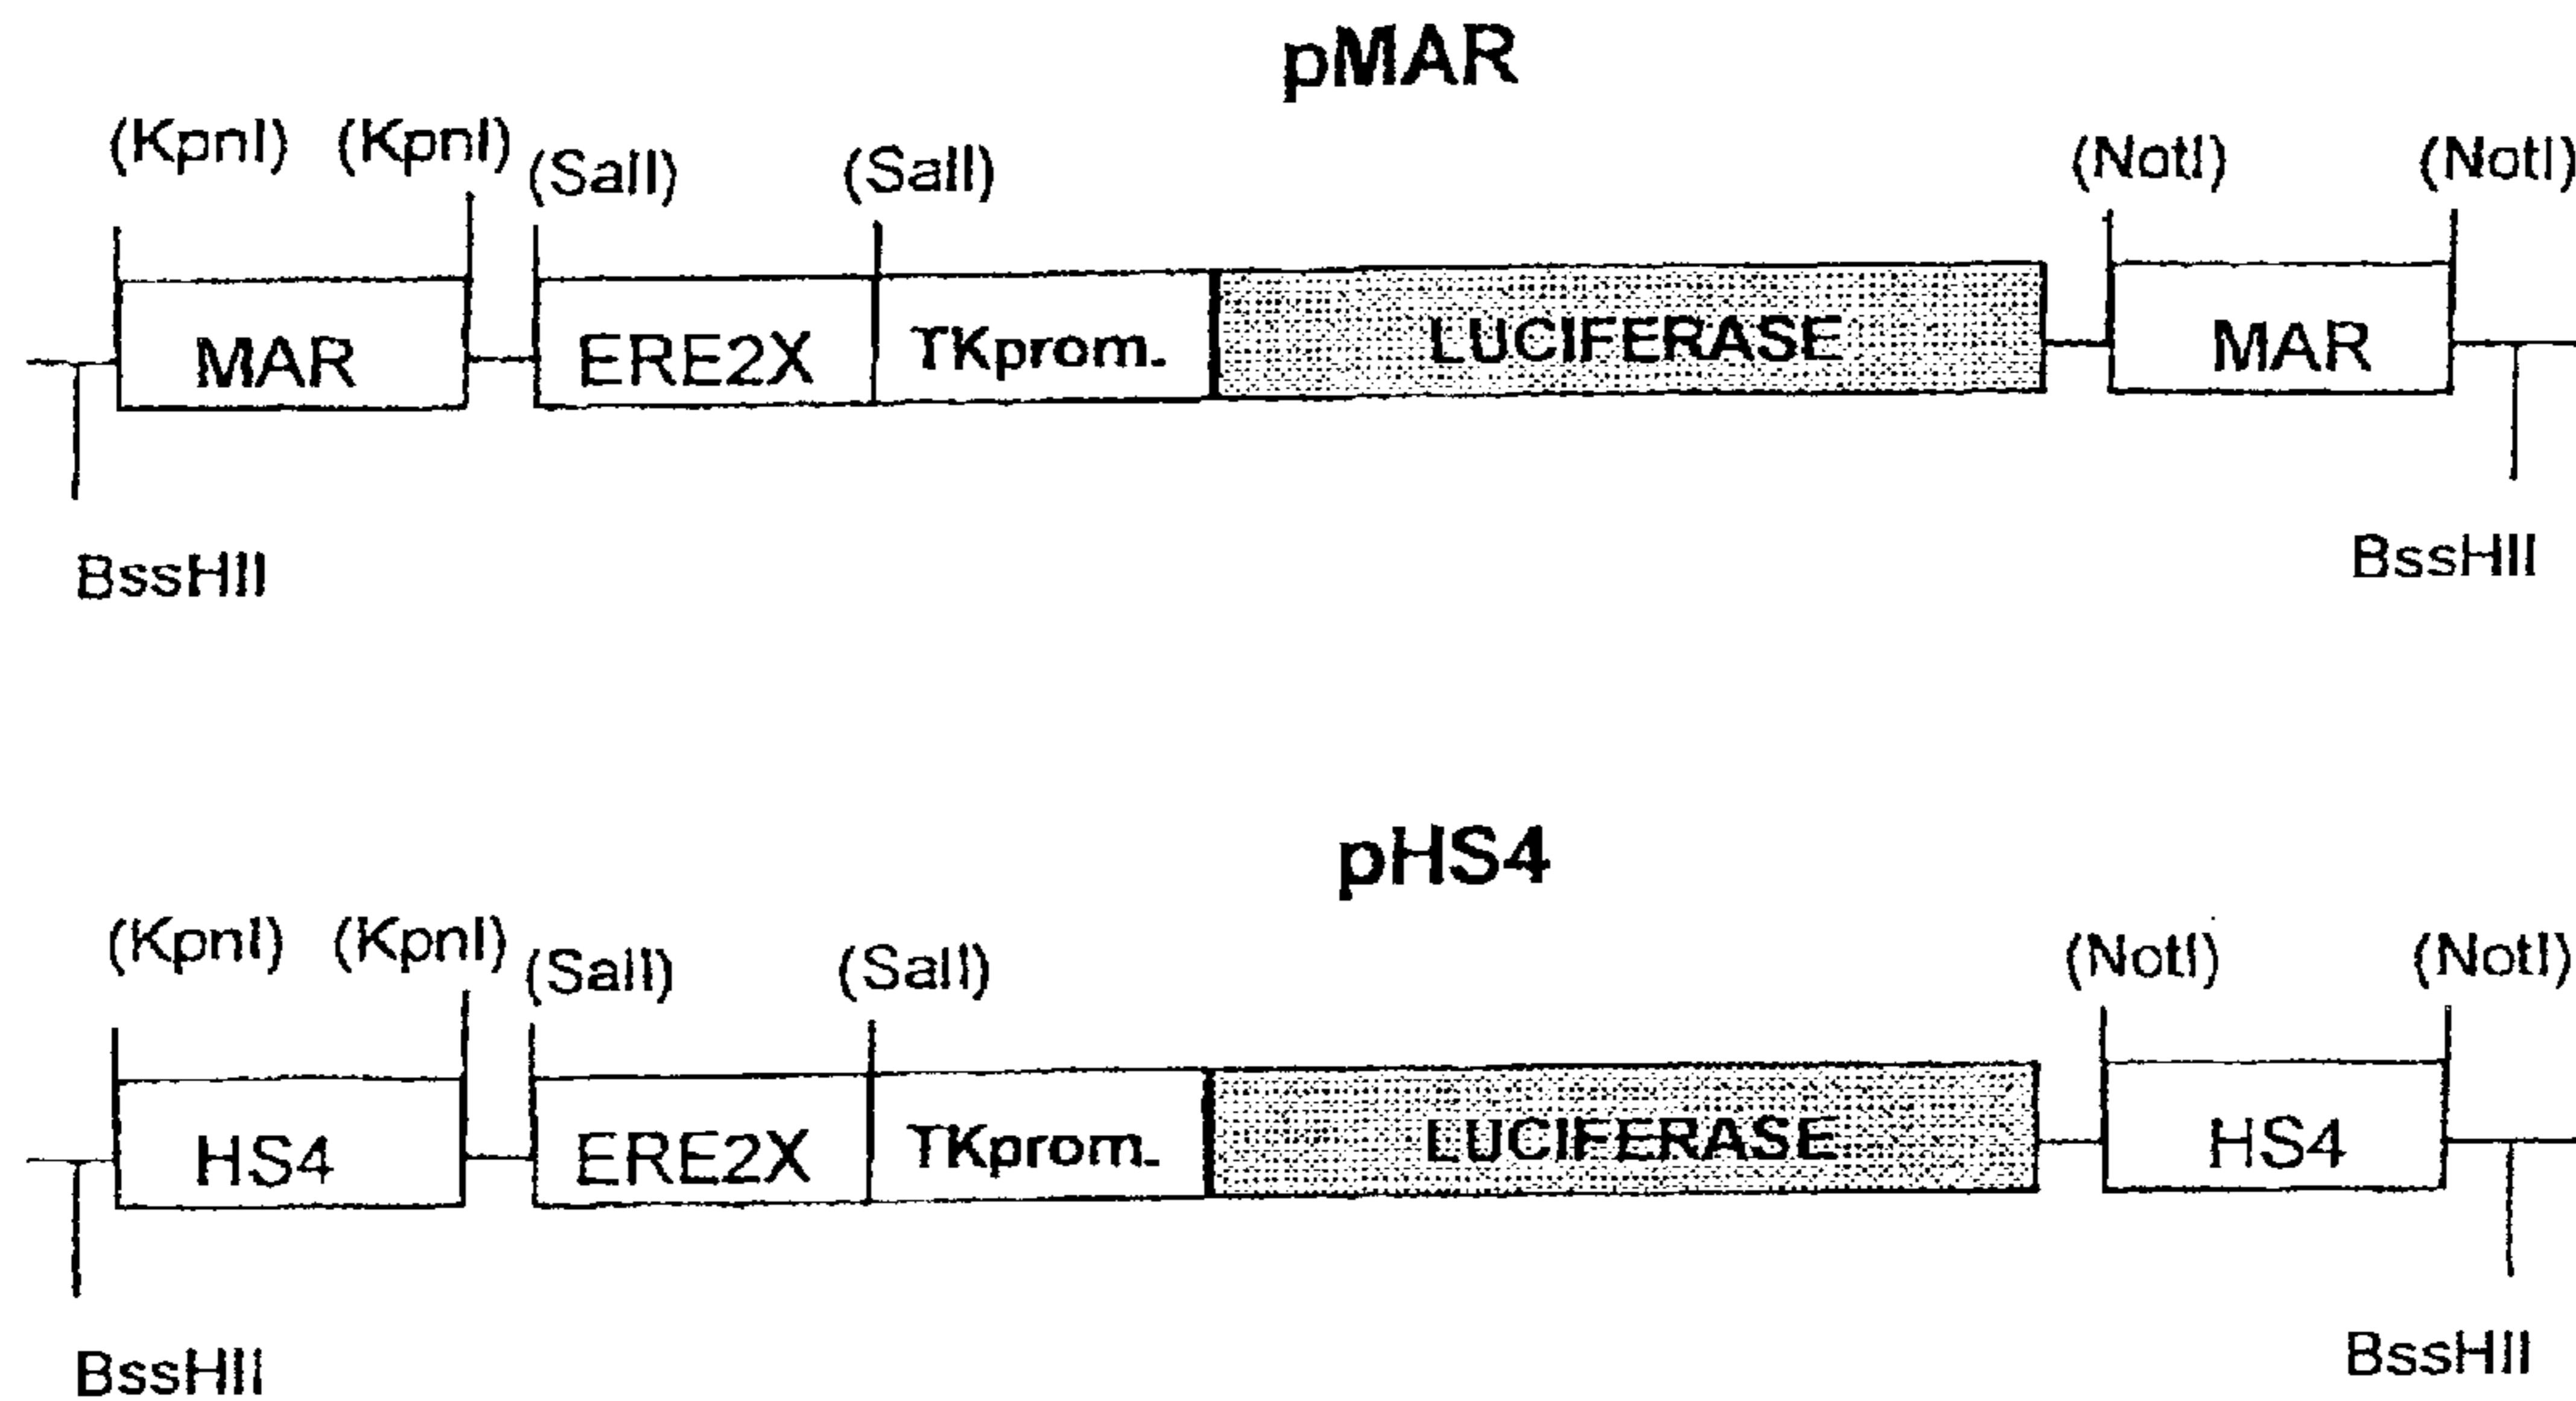 pMAR
(KpnI) (KpnI) (SalI) (SalI) (NotI) (NotI)
MAR ERE2X TKprom. LUCIFERASE MAR
BssHII BssHII
pHS4
(KpnI) (KpnI) (SalI) (SalI) (NotI) (NotI)
HS4 ERE2X TKprom. LUCIFERASE HS4
BssHII BssHII